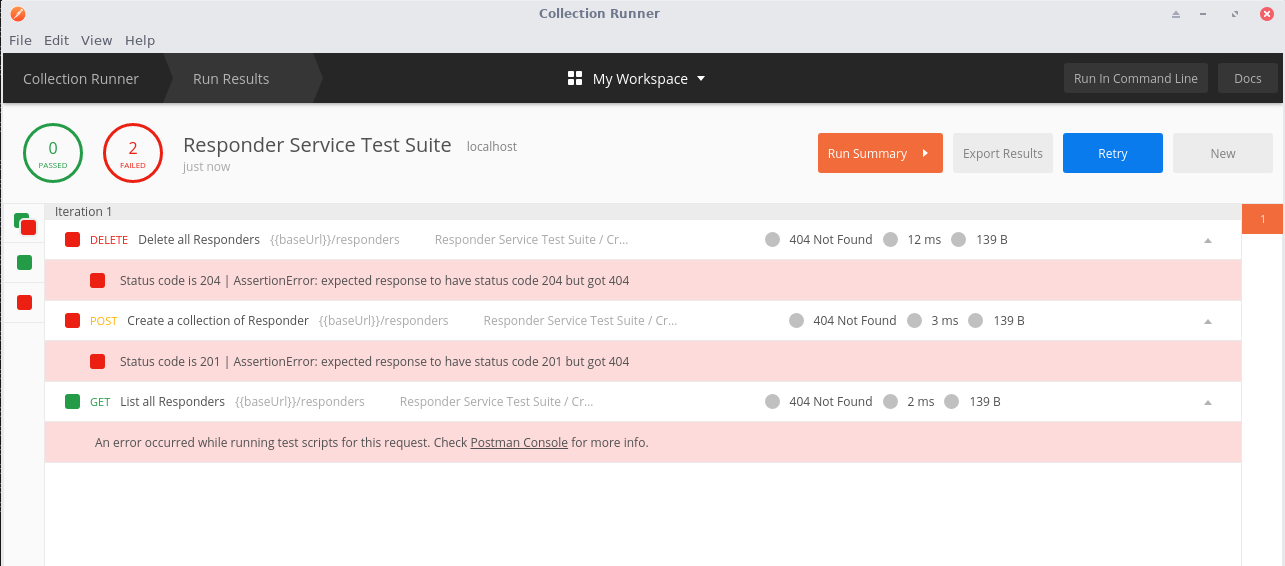 Collection Runner
File Edit View Help
Collection Runner Run Results My Workspace Run In Command Line Docs
0 PASSED
2 FAILED
Responder Service Test Suite localhost
just now
Run Summary Export Results Retry New
Iteration 1
1
DELETE Delete all Responders {{baseUrl}}/responders Responder Service Test Suite / Cr... 404 Not Found 12 ms 139 B
Status code is 204 | AssertionError: expected response to have status code 204 but got 404
POST Create a collection of Responder {{baseUrl}}/responders Responder Service Test Suite / Cr... 404 Not Found 3 ms 139 B
Status code is 201 | AssertionError: expected response to have status code 201 but got 404
GET List all Responders {{baseUrl}}/responders Responder Service Test Suite / Cr... 404 Not Found 2 ms 139 B
An error occurred while running test scripts for this request. Check Postman Console for more info.